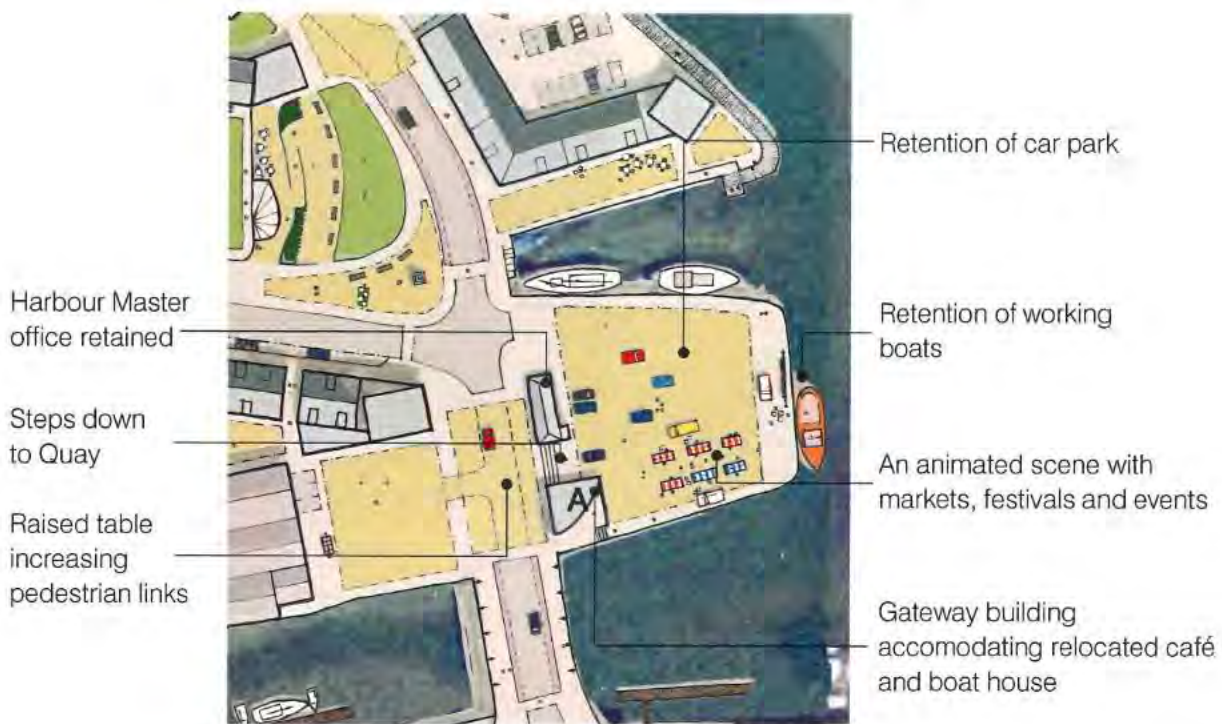 Harbour Master
office retained
Steps down
to Quay
Raised table
increasing
pedestrian links
A
Retention of car park
Retention of working
boats
An animated scene with
markets, festivals and events
Gateway building
accomodating relocated café
and boat house